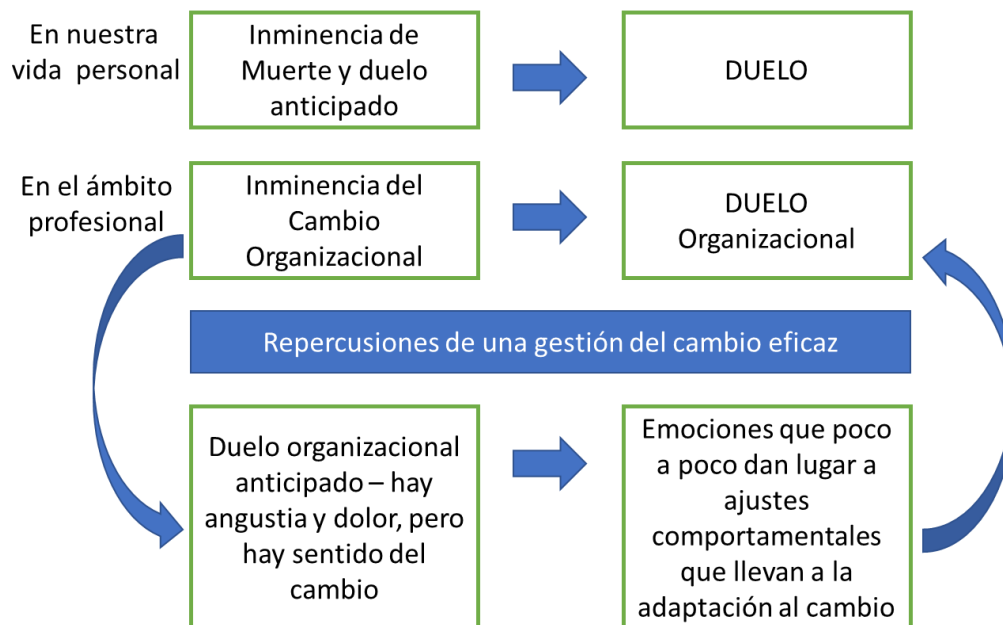 En nuestra
vida personal
Inminencia de
Muerte y duelo
anticipado
DUELO
En el ámbito
profesional
Inminencia del
Cambio
Organizacional
DUELO
Organizacional
Repercusiones de una gestión del cambio eficaz
Duelo organizacional
anticipado – hay
angustia y dolor, pero
hay sentido del
cambio
Emociones que poco
a poco dan lugar a
ajustes
comportamentales
que llevan a la
adaptación al cambio